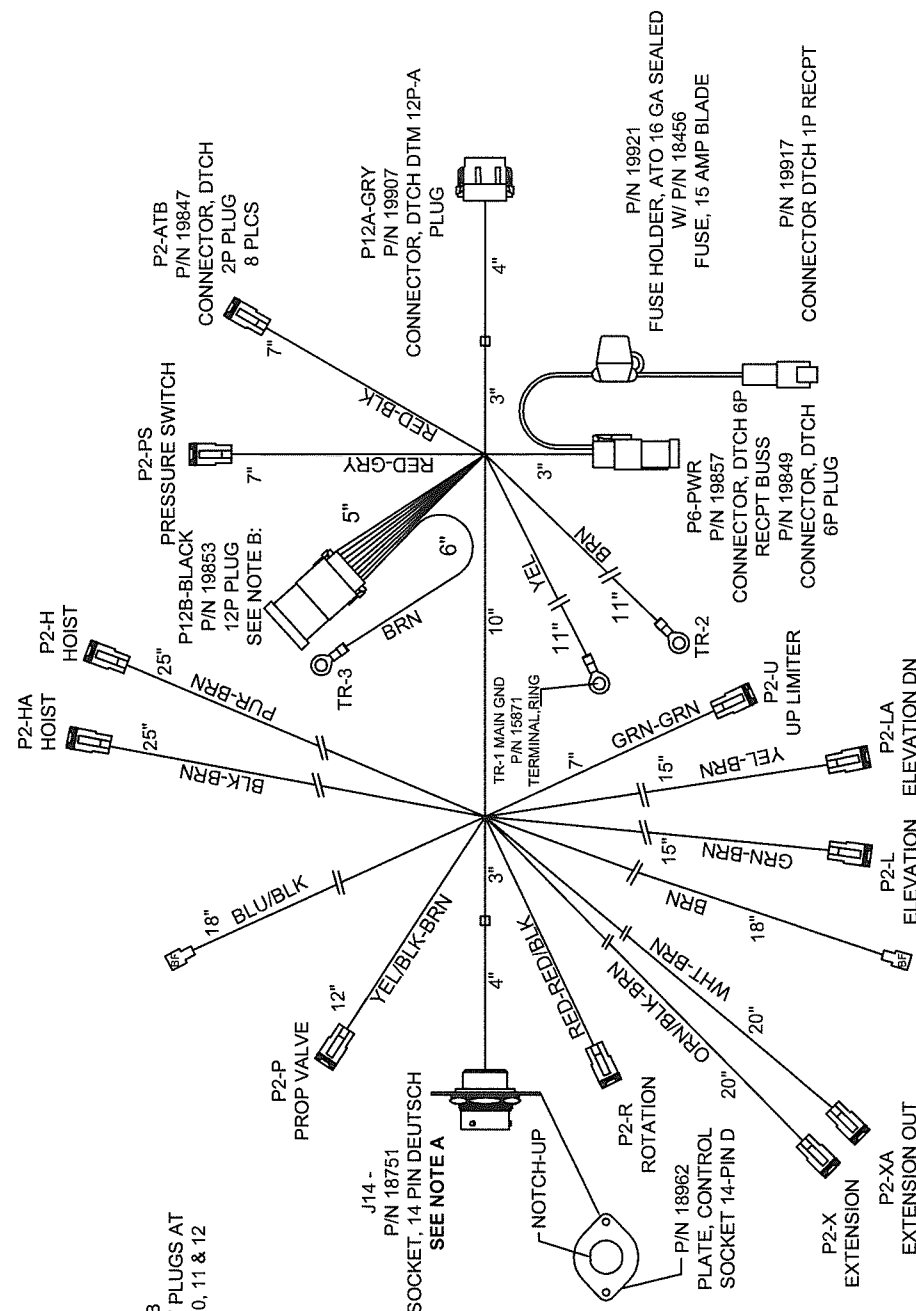 B
PLUGS AT
0, 11 & 12
P2-HA
HOIST
P2-H
HOIST
25"
BLK-BRN
25"
PUR-BRN
18"
BLU/BLK
BF
P2-P
PROP VALVE
12"
YEL/BLK-BRN
J14 -
P/N 18751
SOCKET, 14 PIN DEUTSCH
SEE NOTE A
4"
3"
NOTCH-UP
P/N 18962
PLATE, CONTROL
SOCKET 14-PIN D
RED-RED/BLK
P2-R
ROTATION
ORN/BLK-BRN
20"
P2-X
EXTENSION
WHT-BRN
20"
P2-XA
EXTENSION OUT
BRN
18"
BF
GRN-BRN
15"
P2-L
ELEVATION
YEL-BRN
15"
P2-LA
ELEVATION DN
GRN-GRN
7"
P2-U
UP LIMITER
10"
TR-1 MAIN GND
P/N 15871
TERMINAL,RING
YEL
11"
BRN
11"
TR-2
P12B-BLACK
P/N 19853
12P PLUG
SEE NOTE B:
5"
6"
BRN
TR-3
P2-PS
PRESSURE SWITCH
7"
RED-GRY
P2-ATB
P/N 19847
CONNECTOR, DTCH
2P PLUG
8 PLCS
7"
RED-BLK
P12A-GRY
P/N 19907
CONNECTOR, DTCH DTM 12P-A
PLUG
3"
4"
3"
P6-PWR
P/N 19857
CONNECTOR, DTCH 6P
RECPT BUSS
P/N 19849
CONNECTOR, DTCH
6P PLUG
P/N 19921
FUSE HOLDER, ATO 16 GA SEALED
W/ P/N 18456
FUSE, 15 AMP BLADE
P/N 19917
CONNECTOR DTCH 1P RECPT